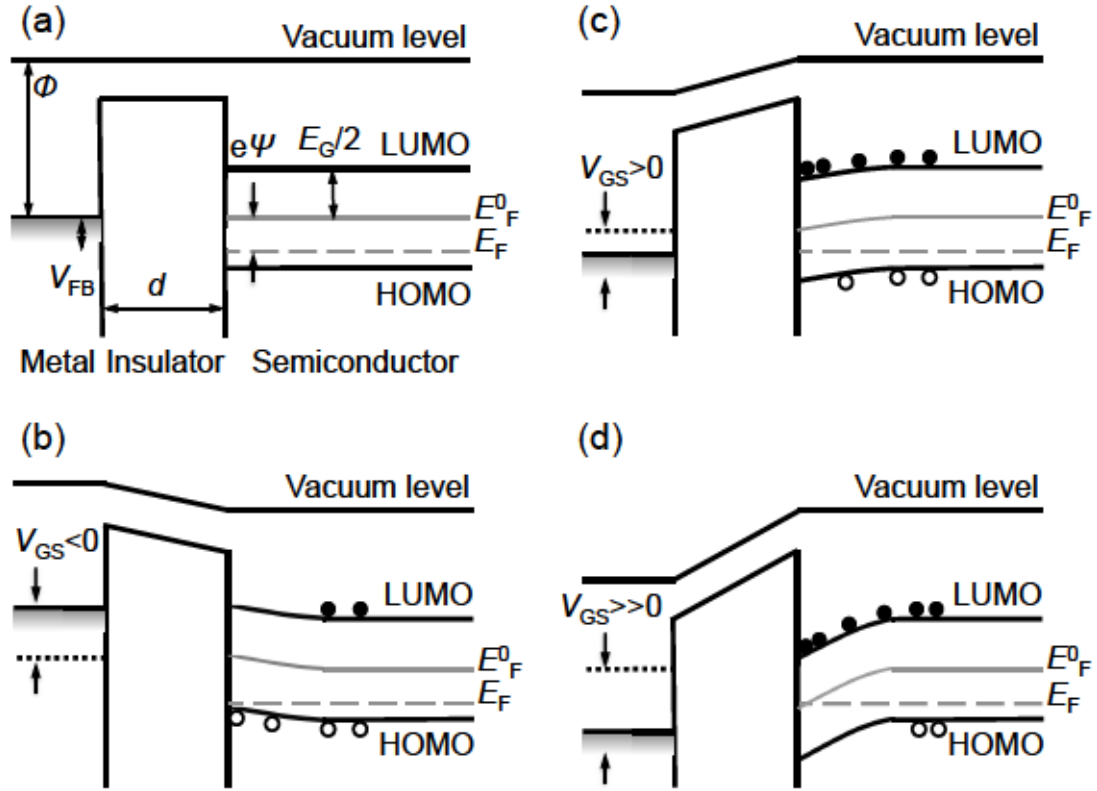 (a)
Vacuum level
Φ
eΨ E_G/2 LUMO
E⁰_F
E_F
V_FB d HOMO
Metal Insulator Semiconductor
(b)
Vacuum level
V_GS<0
LUMO
E⁰_F
E_F
HOMO
(c)
Vacuum level
V_GS>0
LUMO
E⁰_F
E_F
HOMO
(d)
Vacuum level
V_GS>>0
LUMO
E⁰_F
E_F
HOMO